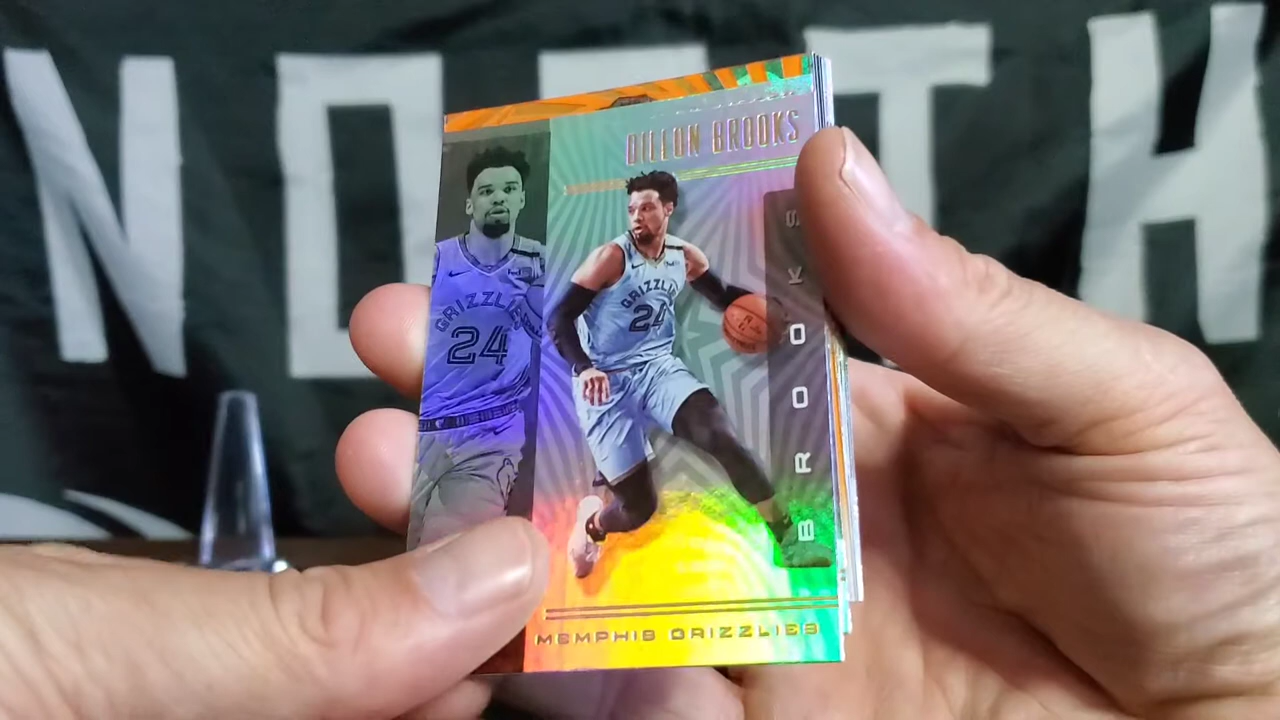 NORTH
DILLON BROOKS
GRIZZLIES
24
GRIZZLIES
24
BROOKS
MEMPHIS GRIZZLIES